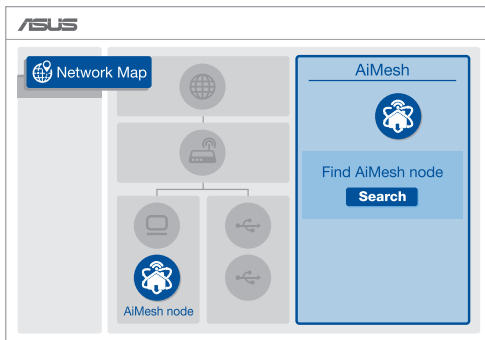 ASUS
Network Map
AiMesh
Find AiMesh node
Search
AiMesh node